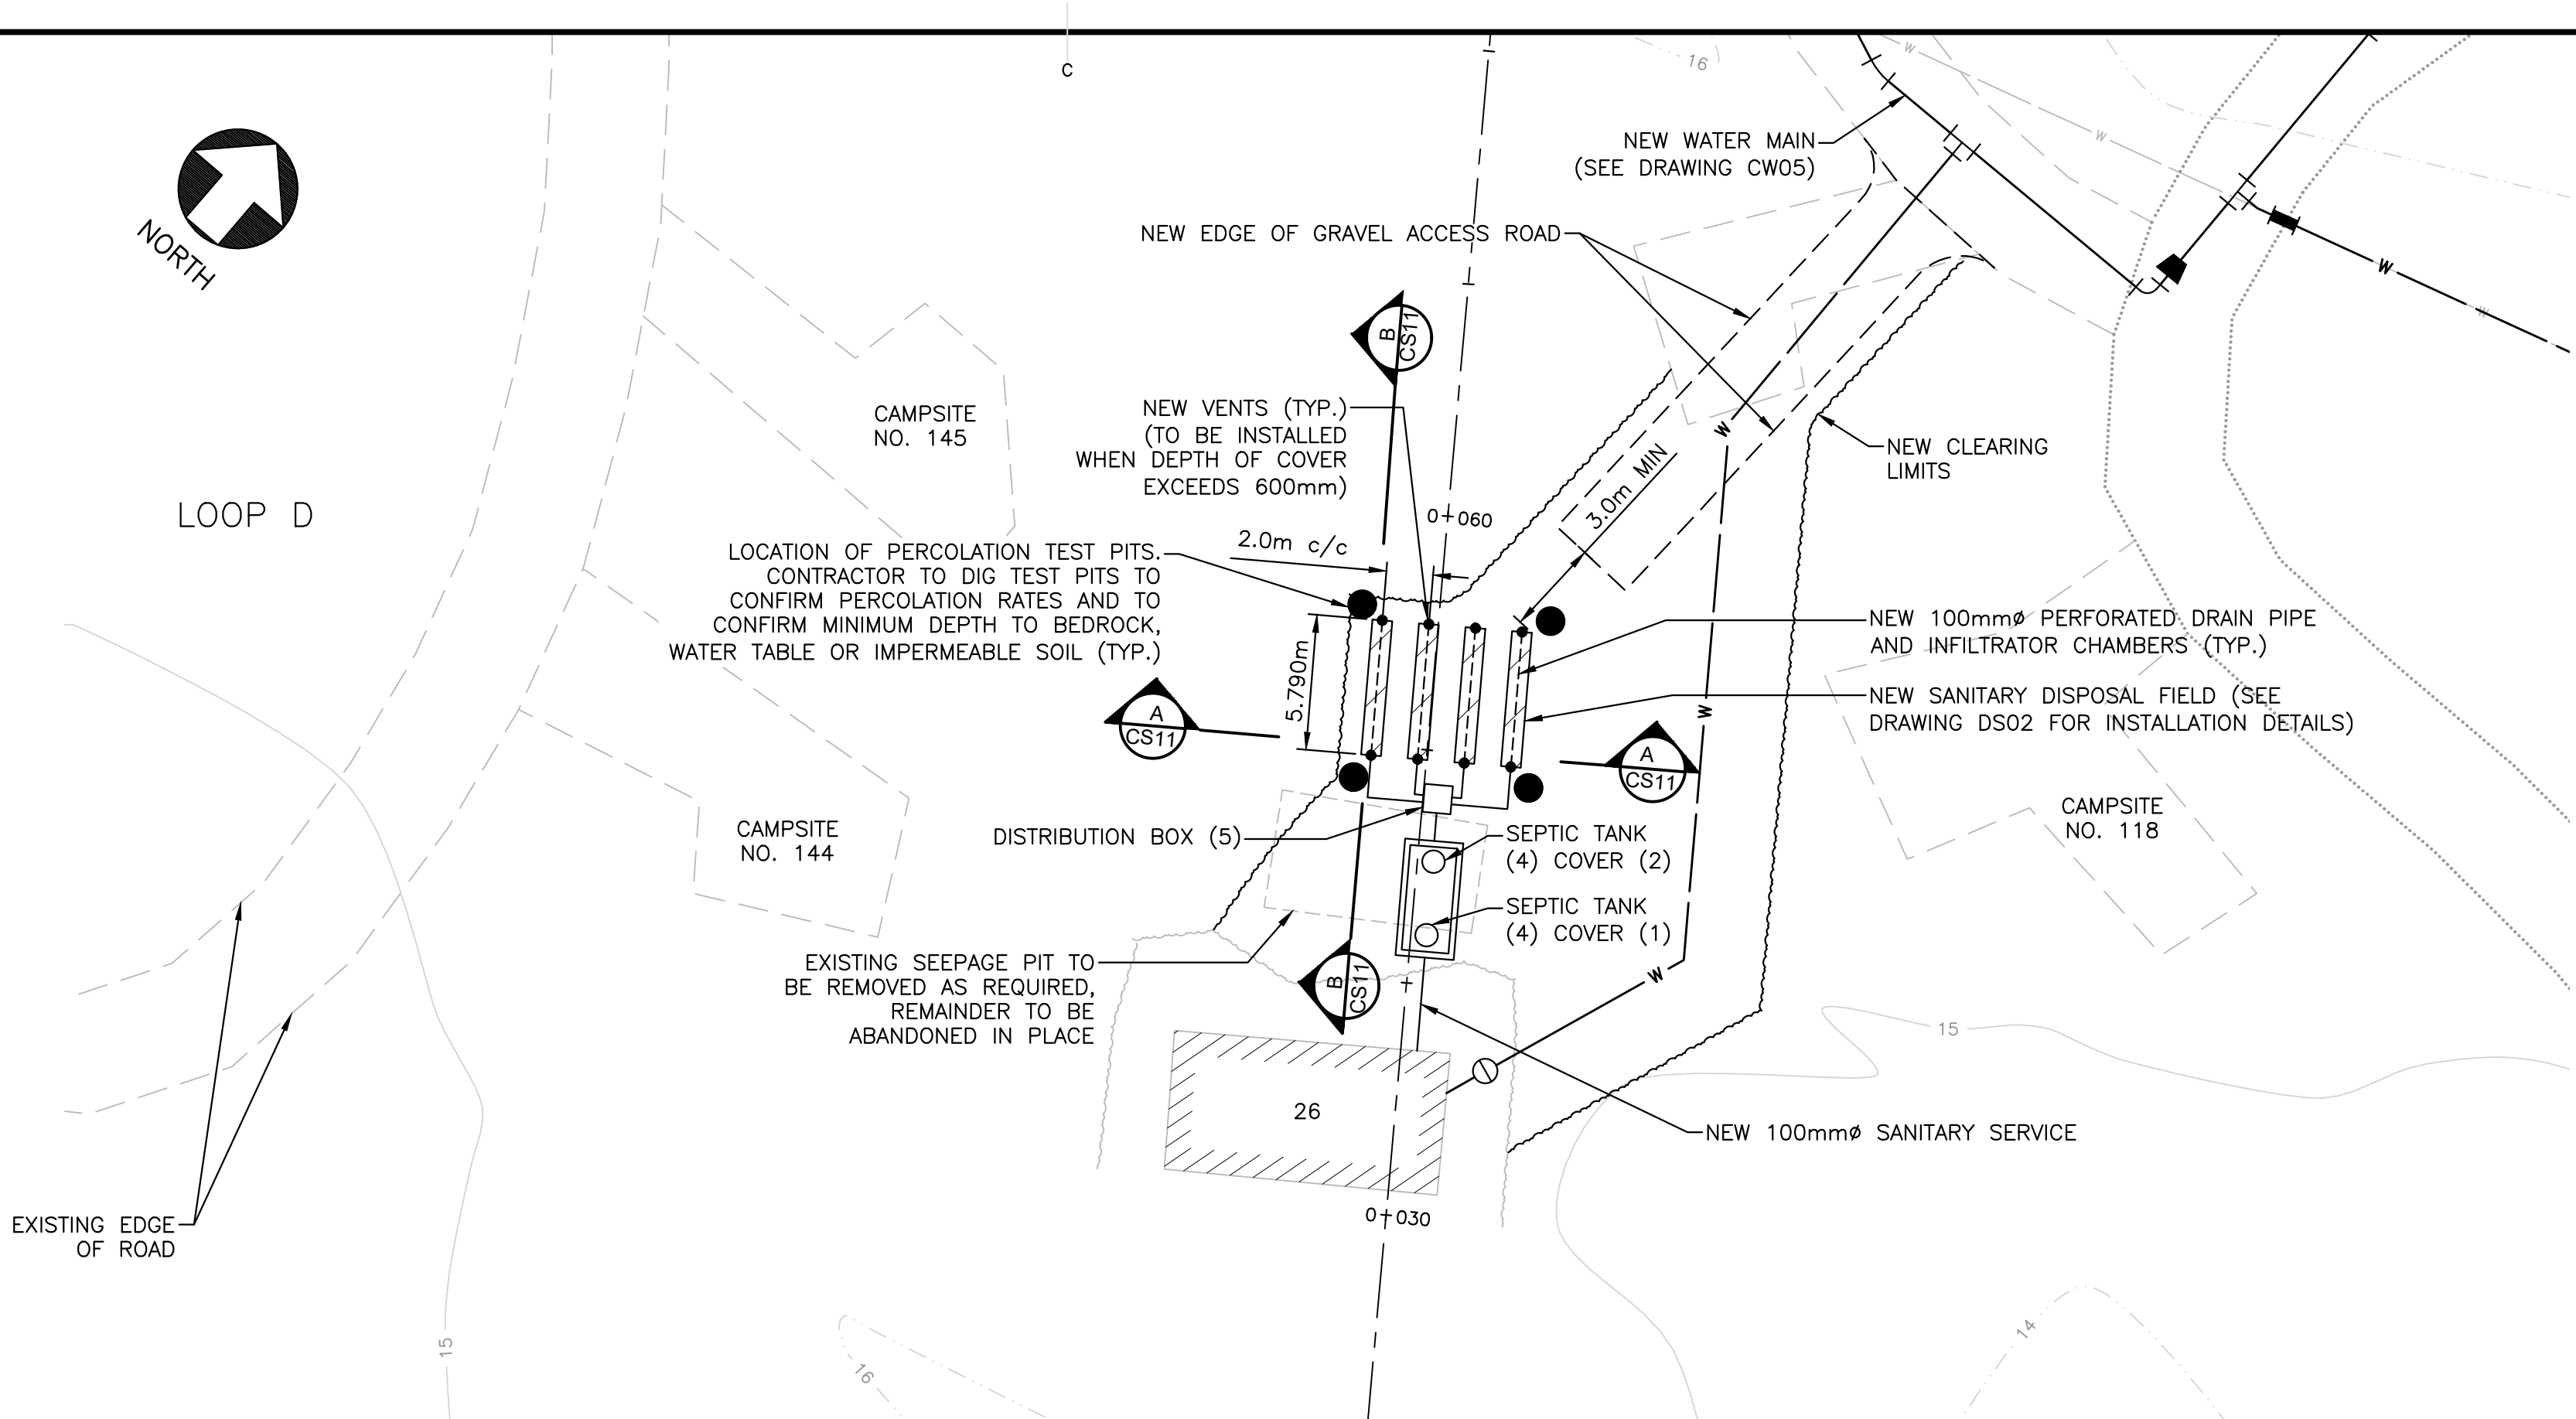 C
16
W
W
NORTH
NEW WATER MAIN
(SEE DRAWING CW05)
NEW EDGE OF GRAVEL ACCESS ROAD
W
W
B
CS11
CAMPSITE
NO. 145
NEW VENTS (TYP.)
(TO BE INSTALLED
WHEN DEPTH OF COVER
EXCEEDS 600mm)
W
3.0m MIN
NEW CLEARING
LIMITS
LOOP D
0+060
2.0m c/c
LOCATION OF PERCOLATION TEST PITS.
CONTRACTOR TO DIG TEST PITS TO
CONFIRM PERCOLATION RATES AND TO
CONFIRM MINIMUM DEPTH TO BEDROCK,
WATER TABLE OR IMPERMEABLE SOIL (TYP.)
5.790m
NEW 100mmø PERFORATED DRAIN PIPE
AND INFILTRATOR CHAMBERS (TYP.)
NEW SANITARY DISPOSAL FIELD (SEE
DRAWING DS02 FOR INSTALLATION DETAILS)
A
CS11
W
A
CS11
CAMPSITE
NO. 144
DISTRIBUTION BOX (5)
SEPTIC TANK
(4) COVER (2)
SEPTIC TANK
(4) COVER (1)
CAMPSITE
NO. 118
EXISTING SEEPAGE PIT TO
BE REMOVED AS REQUIRED,
REMAINDER TO BE
ABANDONED IN PLACE
B
CS11
W
15
26
NEW 100mmø SANITARY SERVICE
EXISTING EDGE
OF ROAD
0+030
15
16
14